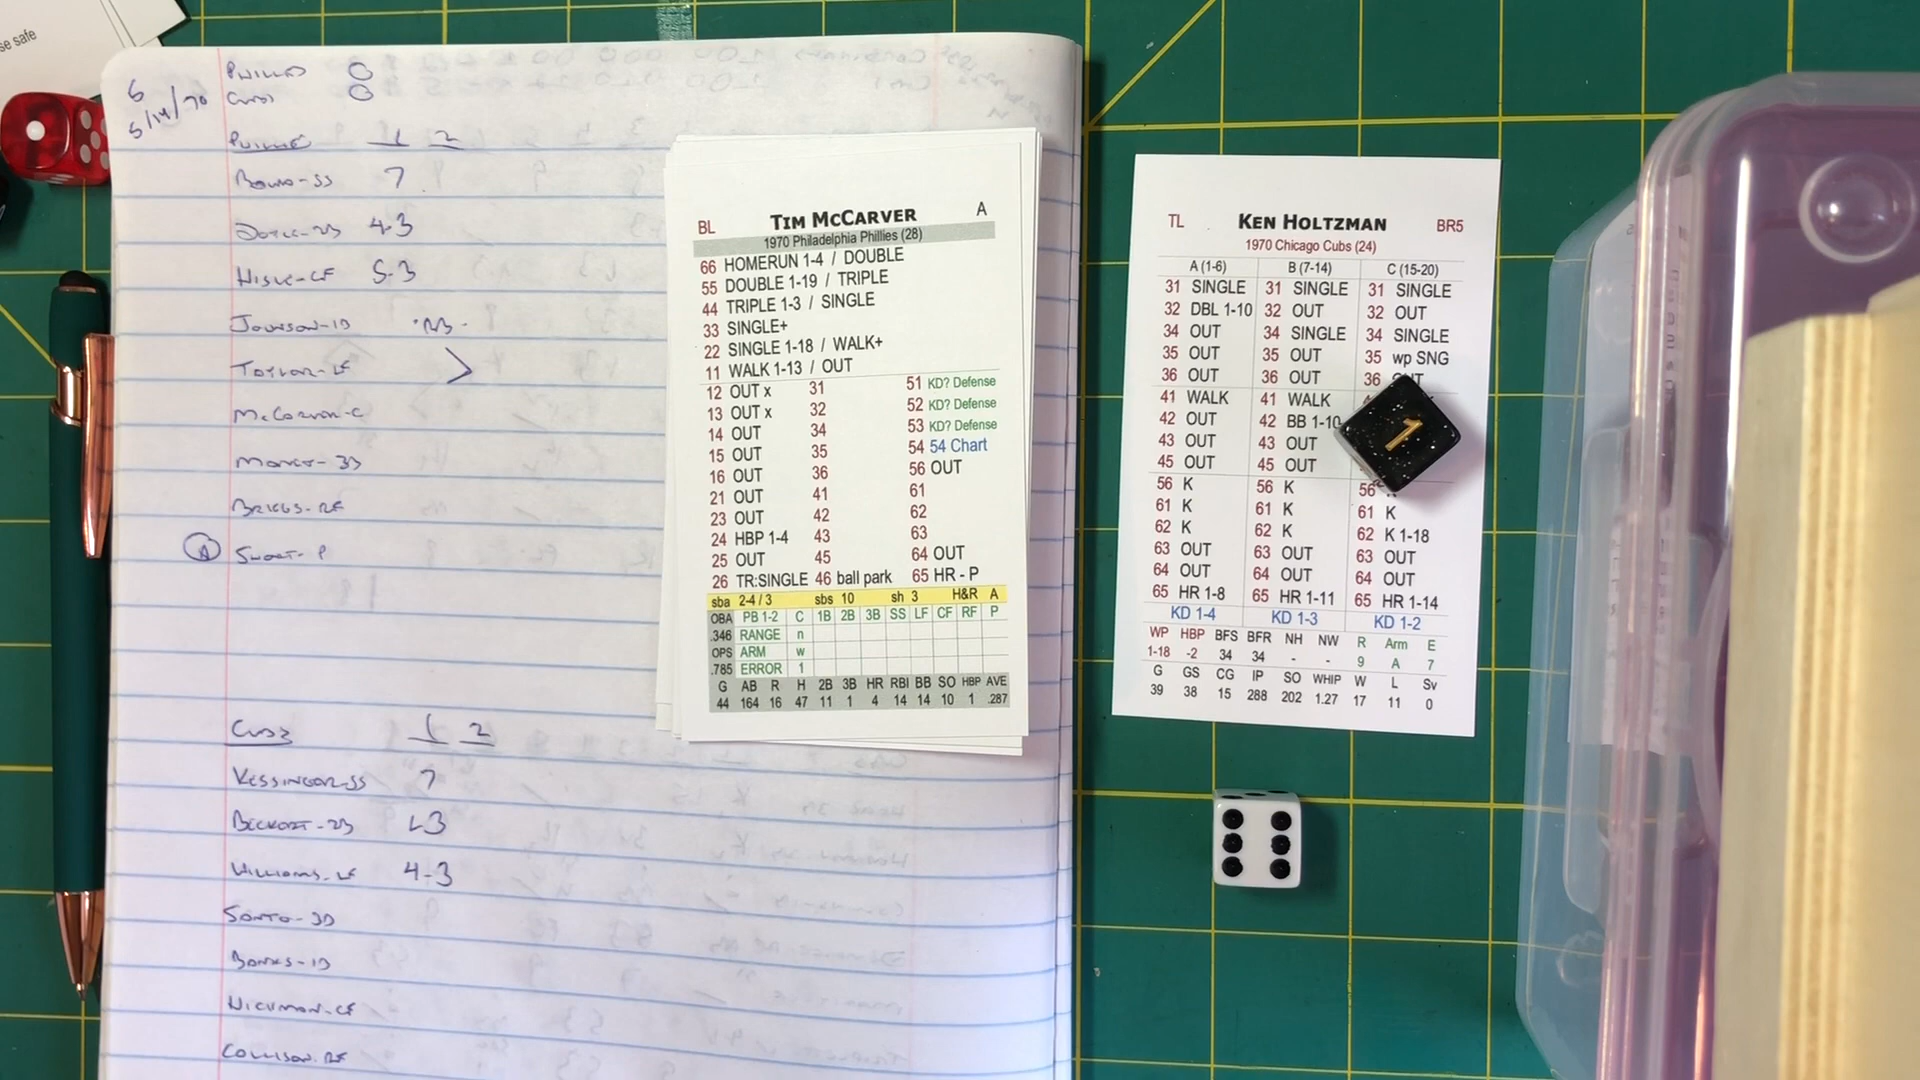 se safe
6
5/14/70
PHILLIES 0
CUBS 0
PHILLIES 1 2
BOWA-SS 7
DOYLE-2B 4-3
HISLE-CF 5-3
JOHNSON-1B
TAYLOR-LF
MCCARVER-C
MONEY-3B
BRIGGS-RF
A SHORT-P
CUBS 1 2
KESSINGER-SS 7
BECKERT-2B L3
WILLIAMS-LF 4-3
SANTO-3B
BANKS-1B
HICKMAN-CF
CALLISON-RF
BL TIM MCCARVER A
1970 Philadelphia Phillies (28)
66 HOMERUN 1-4 / DOUBLE
55 DOUBLE 1-19 / TRIPLE
44 TRIPLE 1-3 / SINGLE
33 SINGLE+
22 SINGLE 1-18 / WALK+
11 WALK 1-13 / OUT
12 OUT x 31 51 KD? Defense
13 OUT x 32 52 KD? Defense
14 OUT 34 53 KD? Defense
15 OUT 35 54 54 Chart
16 OUT 36 56 OUT
21 OUT 41 61
23 OUT 42 62
24 HBP 1-4 43 63
25 OUT 45 64 OUT
26 TR:SINGLE 46 ball park 65 HR - P
sba 2-4 / 3 sbs 10 sh 3 H&R A
OBA PB 1-2 C 1B 2B 3B SS LF CF RF P
.346 RANGE n
OPS ARM w
.785 ERROR 1
G AB R H 2B 3B HR RBI BB SO HBP AVE
44 164 16 47 11 1 4 14 14 10 1 .287
TL KEN HOLTZMAN BR5
1970 Chicago Cubs (24)
A (1-6) B (7-14) C (15-20)
31 SINGLE 31 SINGLE 31 SINGLE
32 DBL 1-10 32 OUT 32 OUT
34 OUT 34 SINGLE 34 SINGLE
35 OUT 35 OUT 35 wp SNG
36 OUT 36 OUT 36 OUT
41 WALK 41 WALK
42 OUT 42 BB 1-10
43 OUT 43 OUT
45 OUT 45 OUT
56 K 56 K 56 K
61 K 61 K 61 K
62 K 62 K 62 K 1-18
63 OUT 63 OUT 63 OUT
64 OUT 64 OUT 64 OUT
65 HR 1-8 65 HR 1-11 65 HR 1-14
KD 1-4 KD 1-3 KD 1-2
WP HBP BFS BFR NH NW R Arm E
1-18 -2 34 34 - - 9 A 7
G GS CG IP SO WHIP W L Sv
39 38 15 288 202 1.27 17 11 0
1